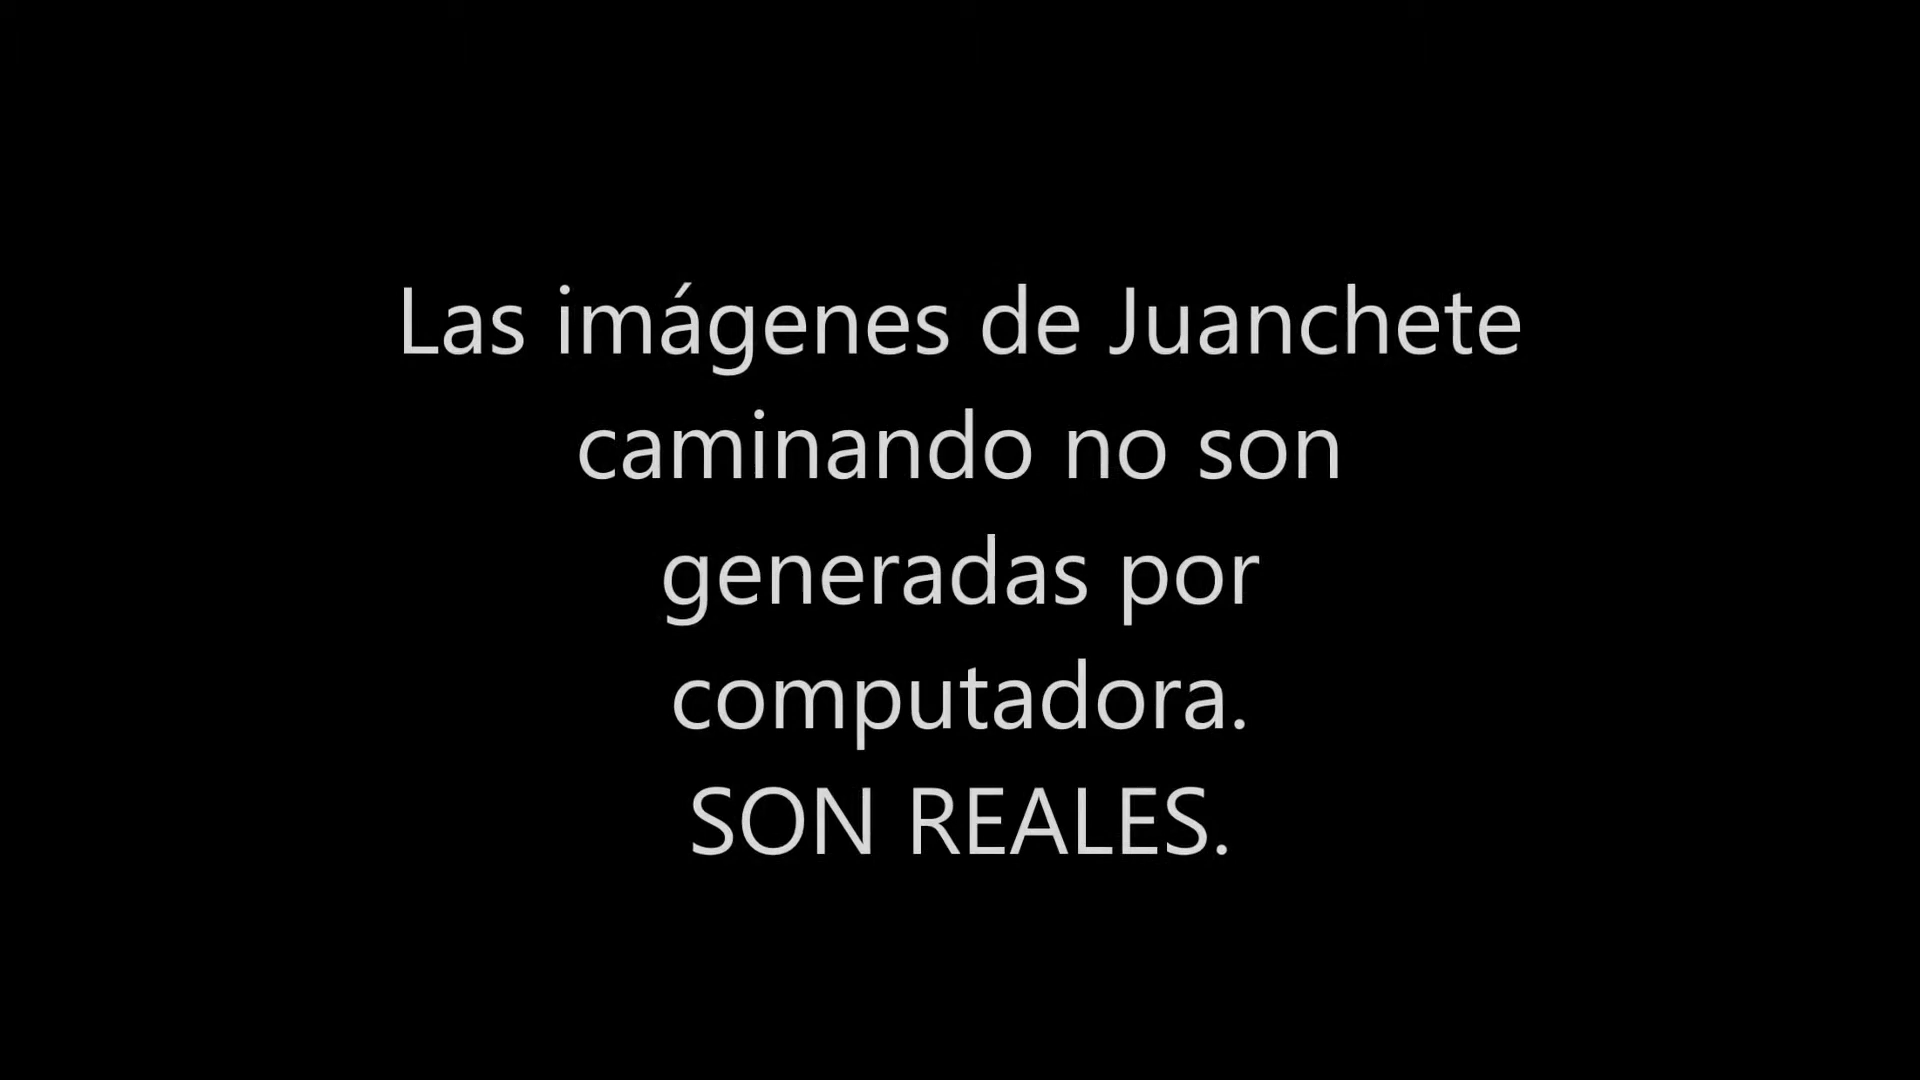 Las imágenes de Juanchete
caminando no son
generadas por
computadora.
SON REALES.